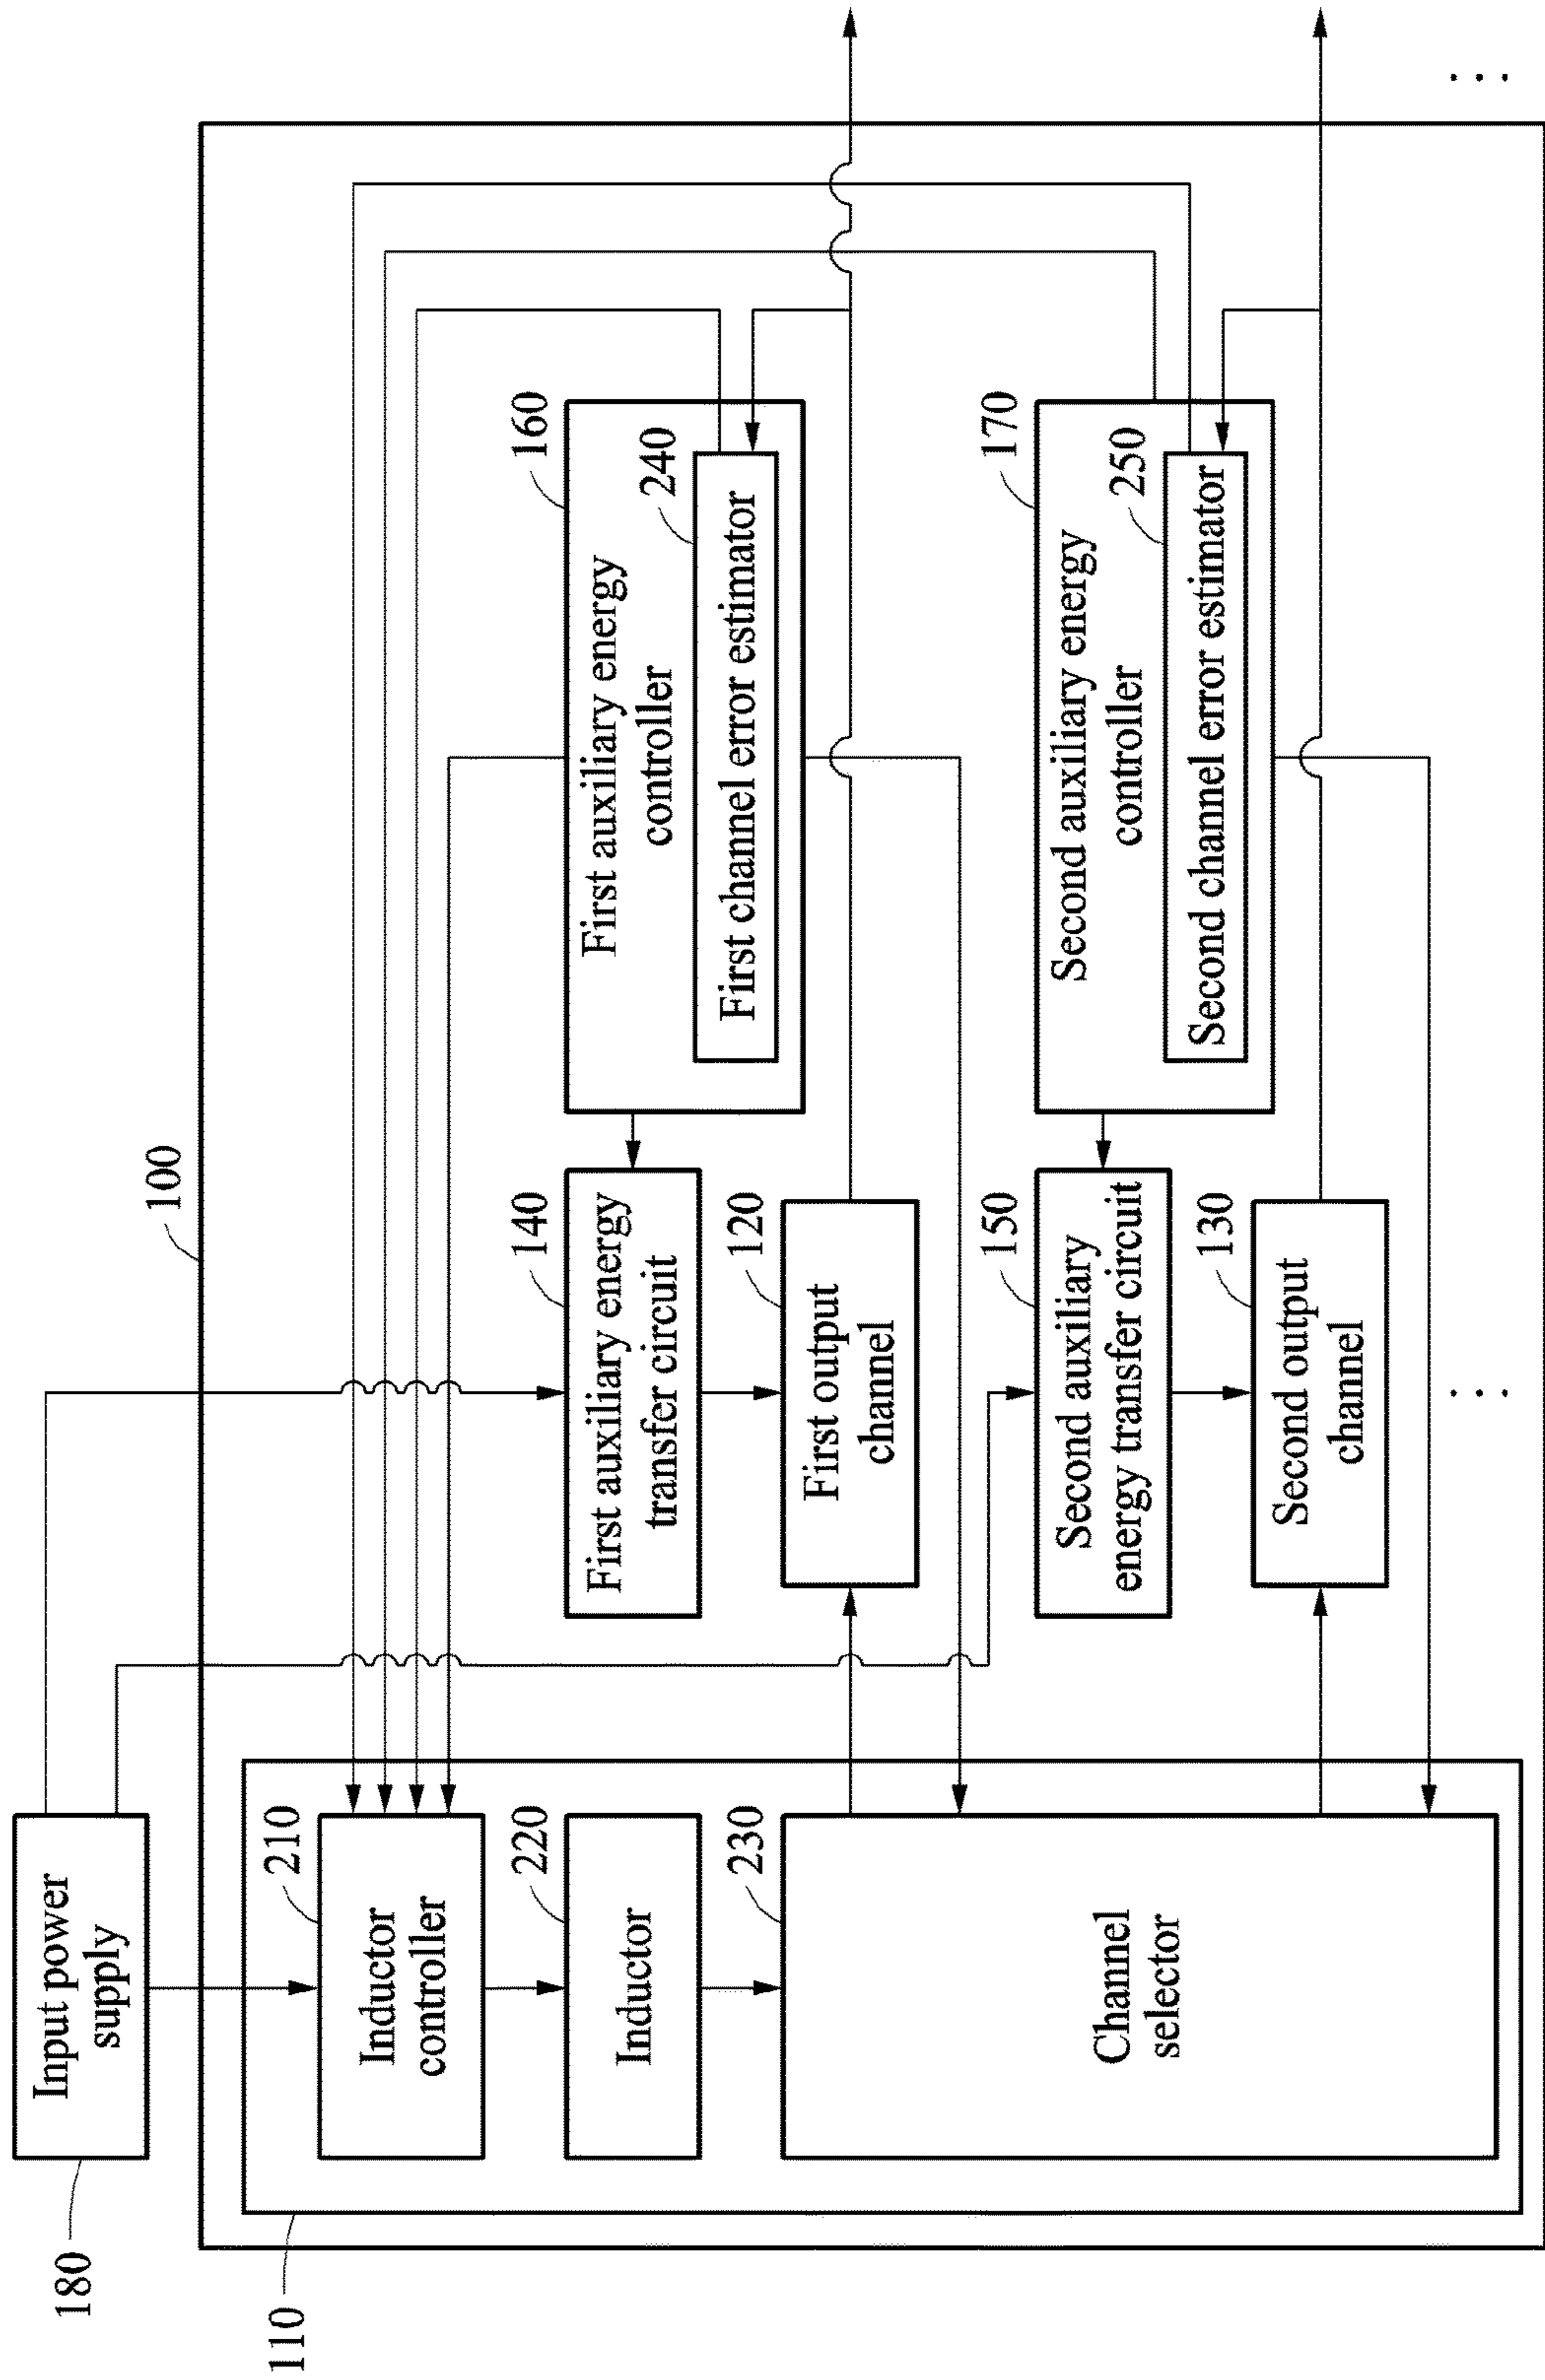 180
Input power
supply
100
110
210
Inductor
controller
220
Inductor
230
Channel
selector
140
First auxiliary energy
transfer circuit
160
First auxiliary energy
controller
240
First channel error estimator
120
First output
channel
150
Second auxiliary
energy transfer circuit
170
Second auxiliary energy
controller
250
Second channel error estimator
130
Second output
channel
...
...